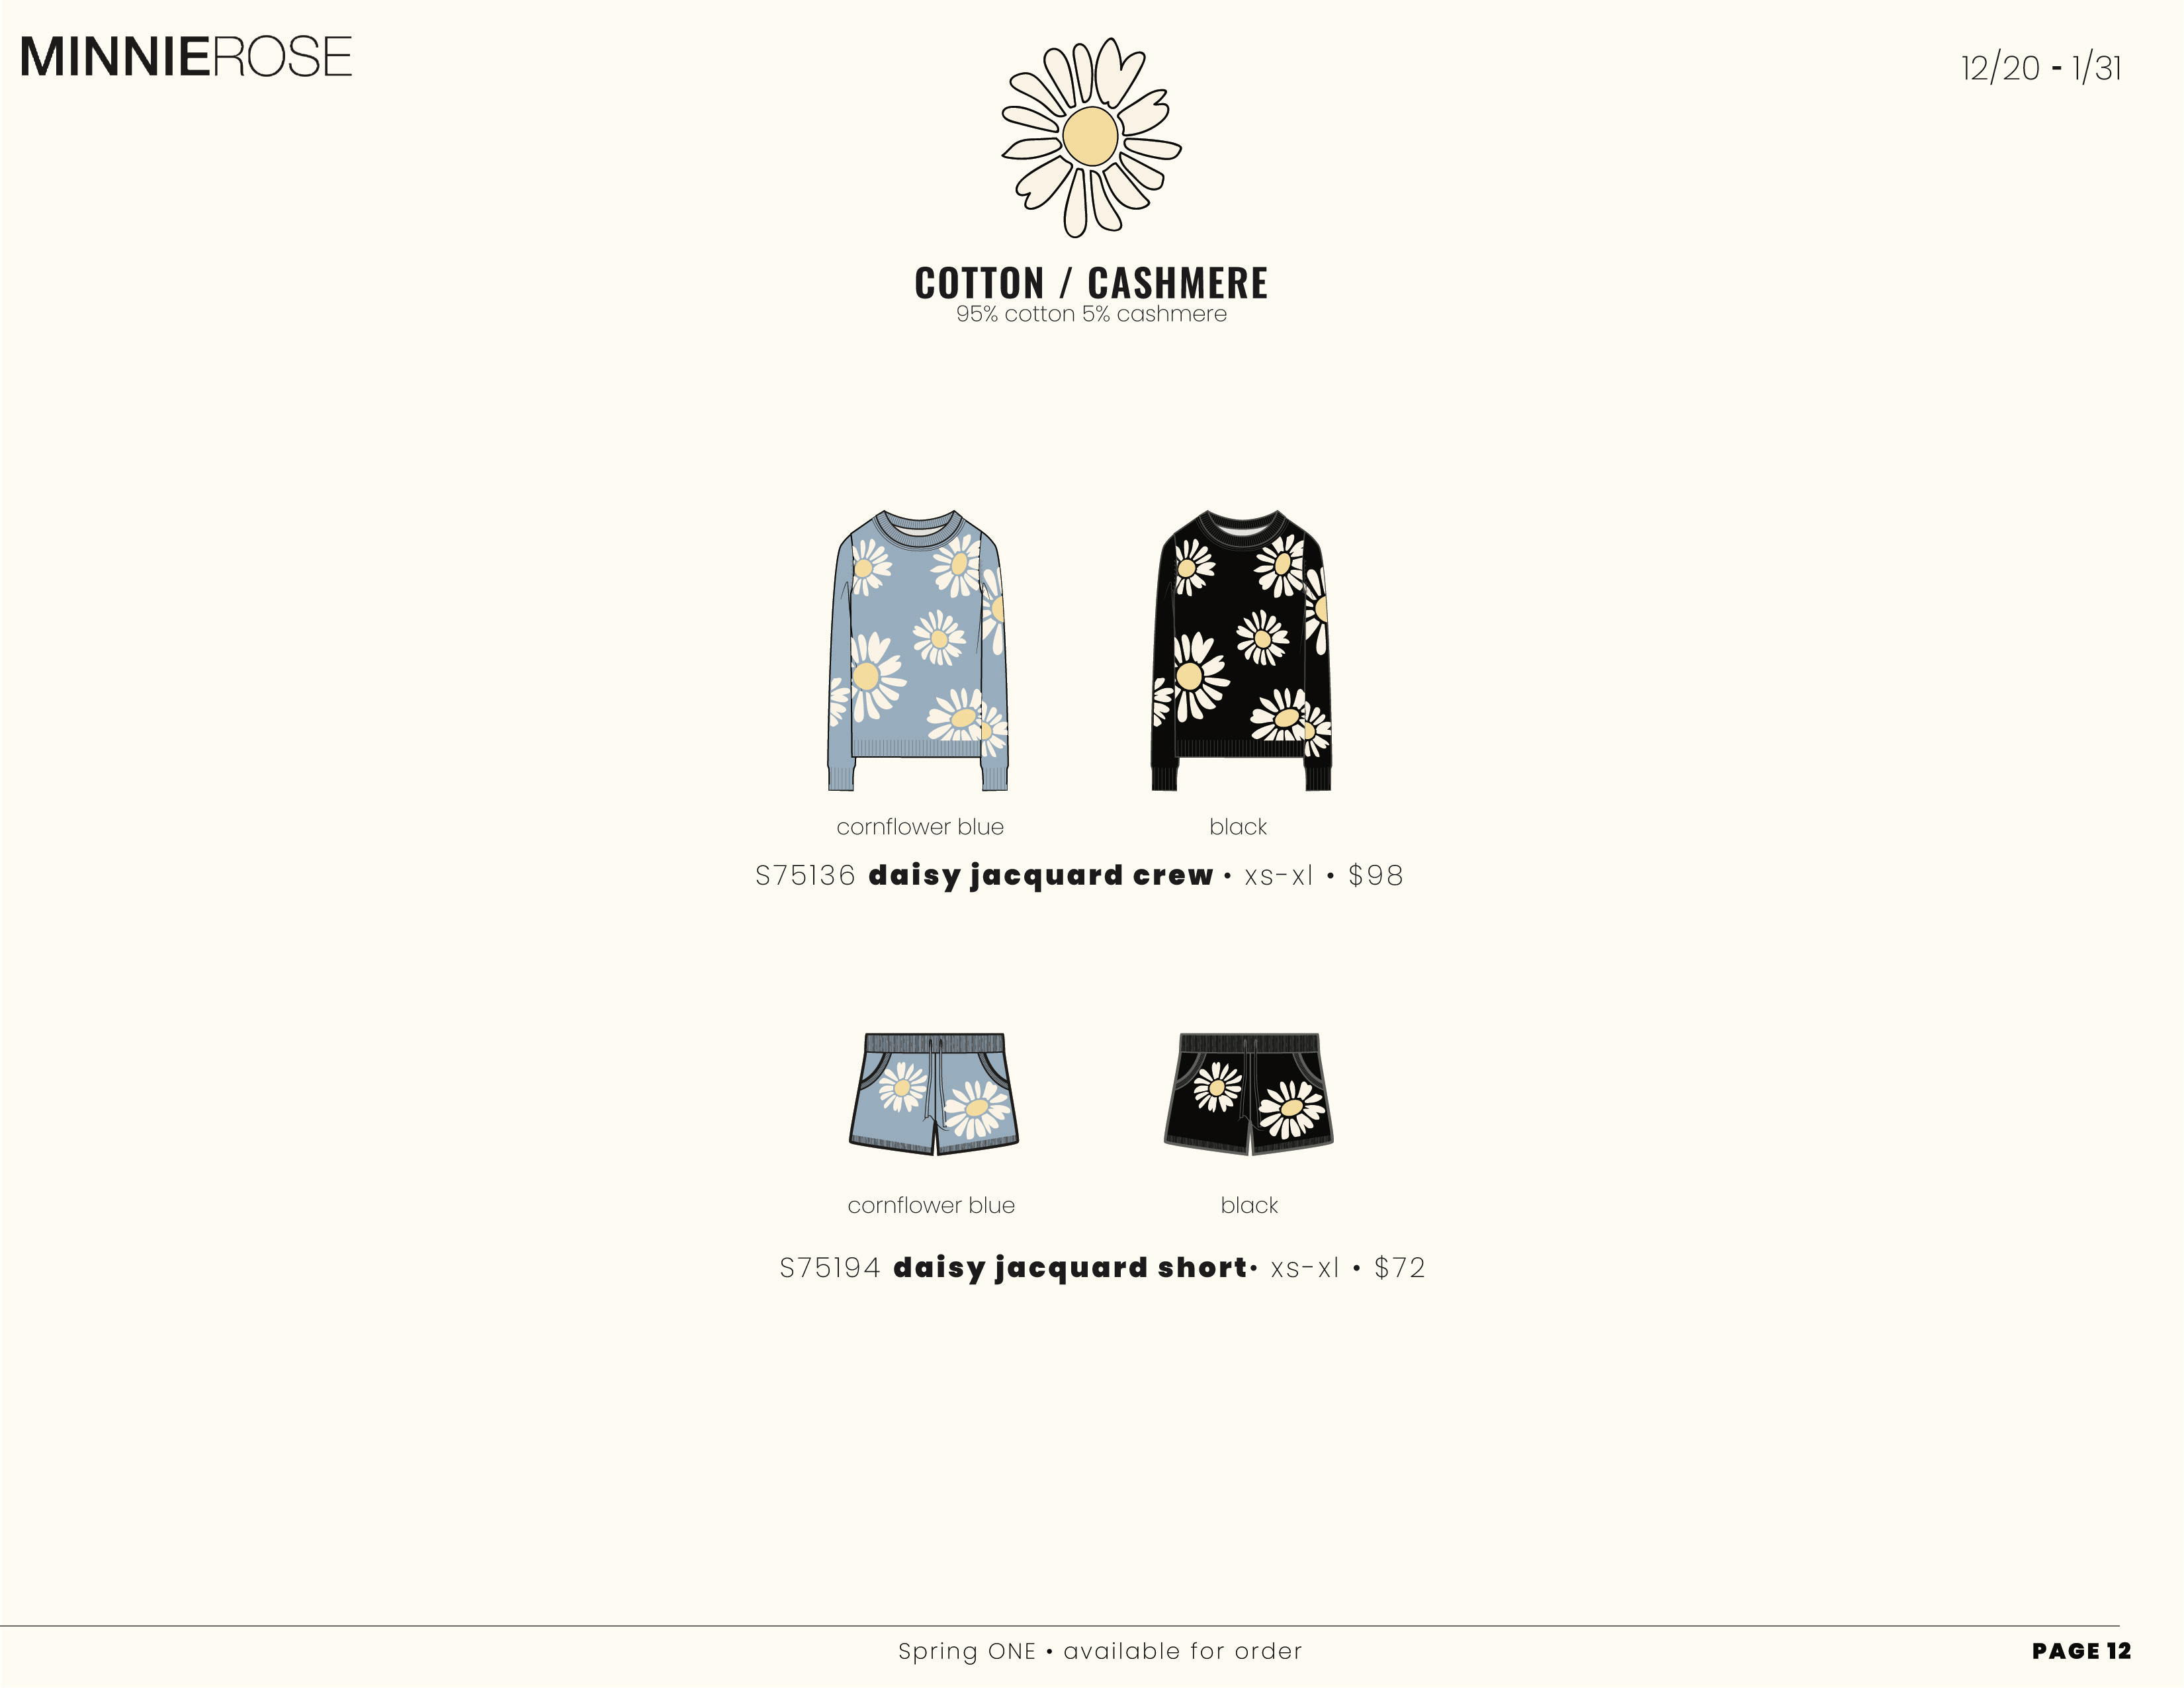 MINNIEROSE
12/20 - 1/31
COTTON / CASHMERE
95% cotton 5% cashmere
cornflower blue
black
S75136 daisy jacquard crew • xs-xl • $98
cornflower blue
black
S75194 daisy jacquard short• xs-xl • $72
Spring ONE • available for order
PAGE 12